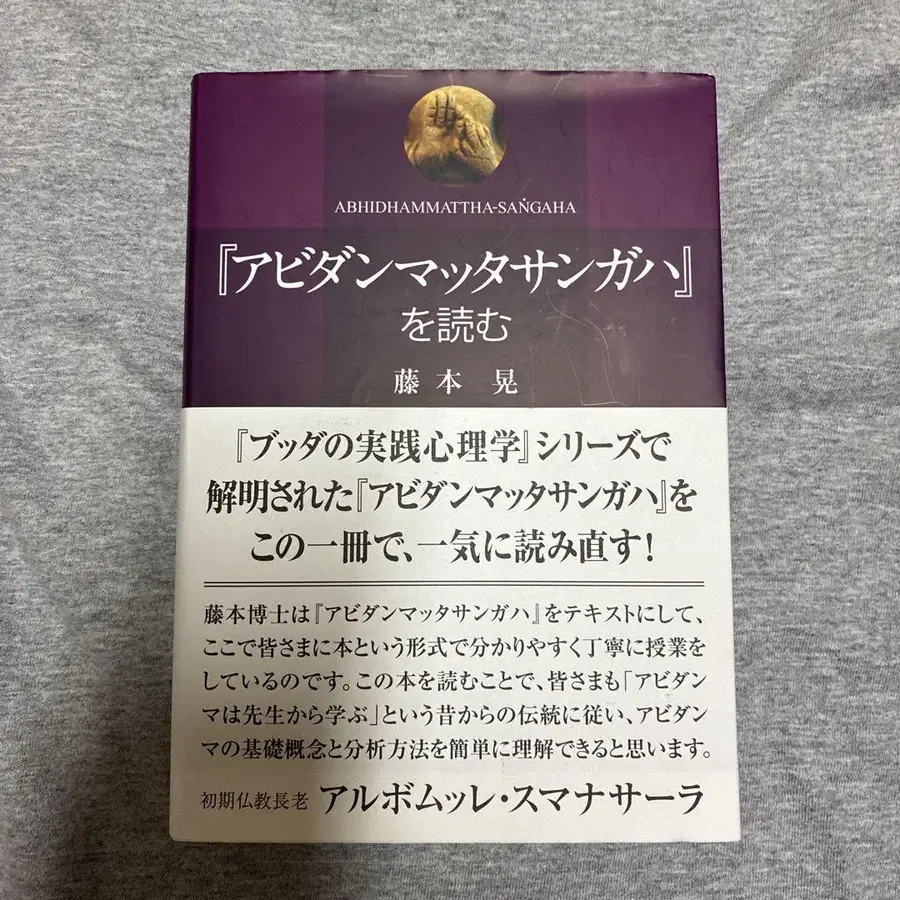 ABHIDHAMMATTHA-SAṄGAHA
『アビダンマッタサンガハ』
を読む
藤本 晃
『ブッダの実践心理学』シリーズで
解明された『アビダンマッタサンガハ』を
この一冊で、一気に読み直す!
藤本博士は『アビダンマッタサンガハ』をテキストにして、
ここで皆さまに本という形式で分かりやすく丁寧に授業を
しているのです。この本を読むことで、皆さまも「アビダン
マは先生から学ぶ」という昔からの伝統に従い、アビダン
マの基礎概念と分析方法を簡単に理解できると思います。
初期仏教長老 アルボムッレ・スマナサーラ